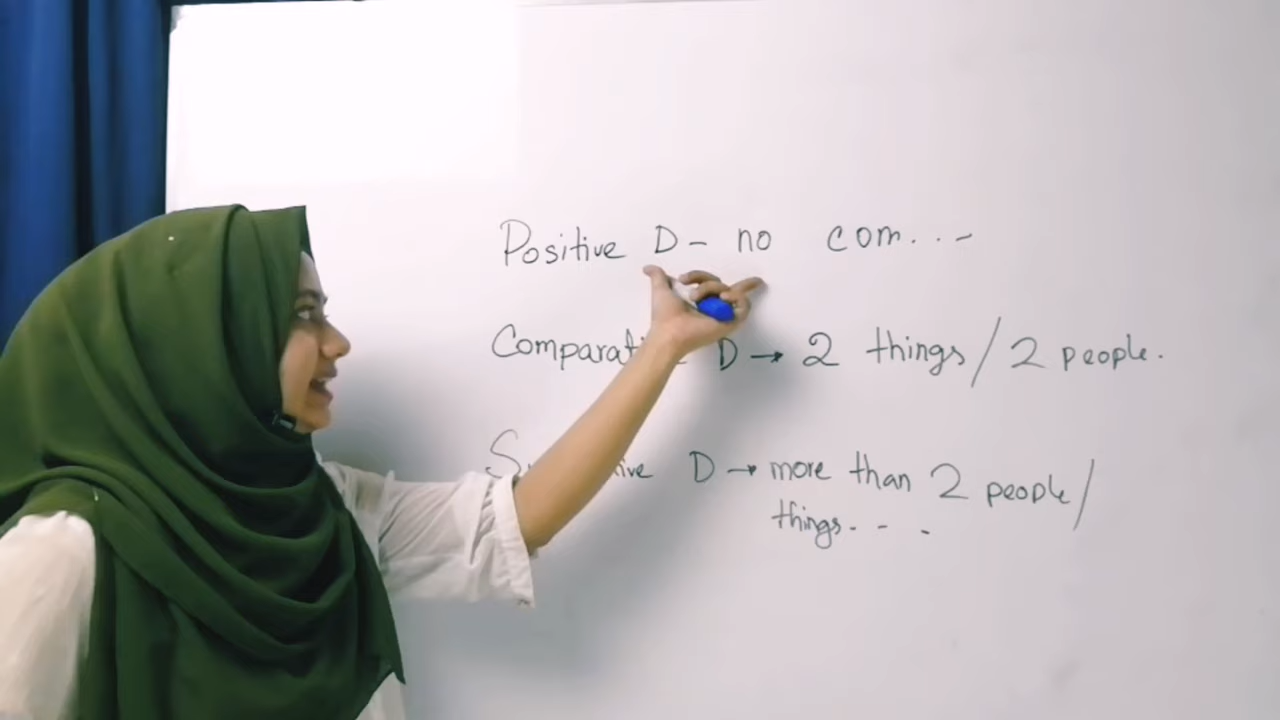 Positive D - no com...-
D → 2 things / 2 people.
D → more than 2 people /
things. - .